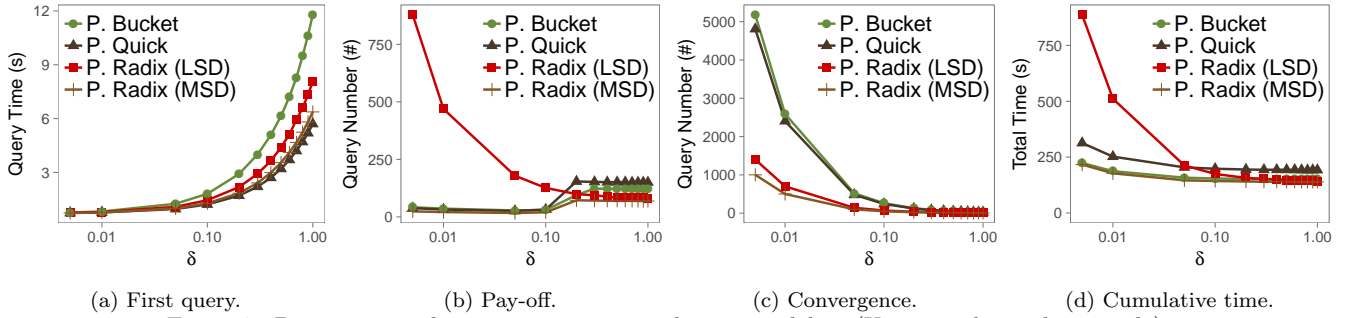 Query Time (s)
12
9
6
3
P. Bucket
P. Quick
P. Radix (LSD)
P. Radix (MSD)
0.01 0.10 1.00
δ
(a) First query.
Query Number (#)
750
500
250
0
P. Bucket
P. Quick
P. Radix (LSD)
P. Radix (MSD)
0.01 0.10 1.00
δ
(b) Pay-off.
Query Number (#)
5000
4000
3000
2000
1000
0
P. Bucket
P. Quick
P. Radix (LSD)
P. Radix (MSD)
0.01 0.10 1.00
δ
(c) Convergence.
Total Time (s)
750
500
250
0
P. Bucket
P. Quick
P. Radix (LSD)
P. Radix (MSD)
0.01 0.10 1.00
δ
(d) Cumulative time.